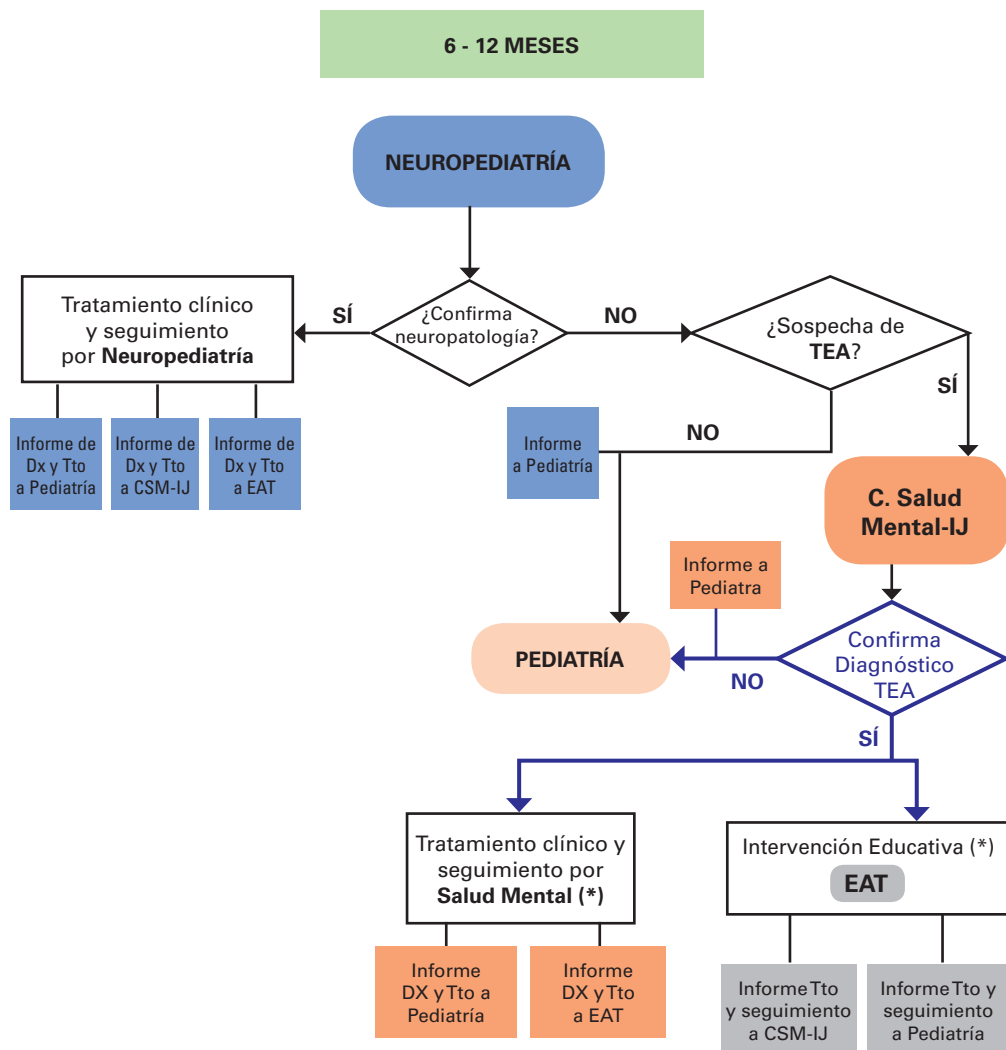 6 - 12 MESES
NEUROPEDIATRÍA
¿Confirma
neuropatología?
SÍ
NO
Tratamiento clínico
y seguimiento
por Neuropediatría
Informe de
Dx y Tto
a Pediatría
Informe de
Dx y Tto
a CSM-IJ
Informe de
Dx y Tto
a EAT
¿Sospecha de
TEA?
NO
SÍ
Informe
a Pediatría
C. Salud
Mental-IJ
Informe a
Pediatra
PEDIATRÍA
Confirma
Diagnóstico
TEA
NO
SÍ
Tratamiento clínico y
seguimiento por
Salud Mental (*)
Informe
DX y Tto a
Pediatría
Informe
DX y Tto
a EAT
Intervención Educativa (*)
EAT
Informe Tto
y seguimiento
a CSM-IJ
Informe Tto y
seguimiento
a Pediatría